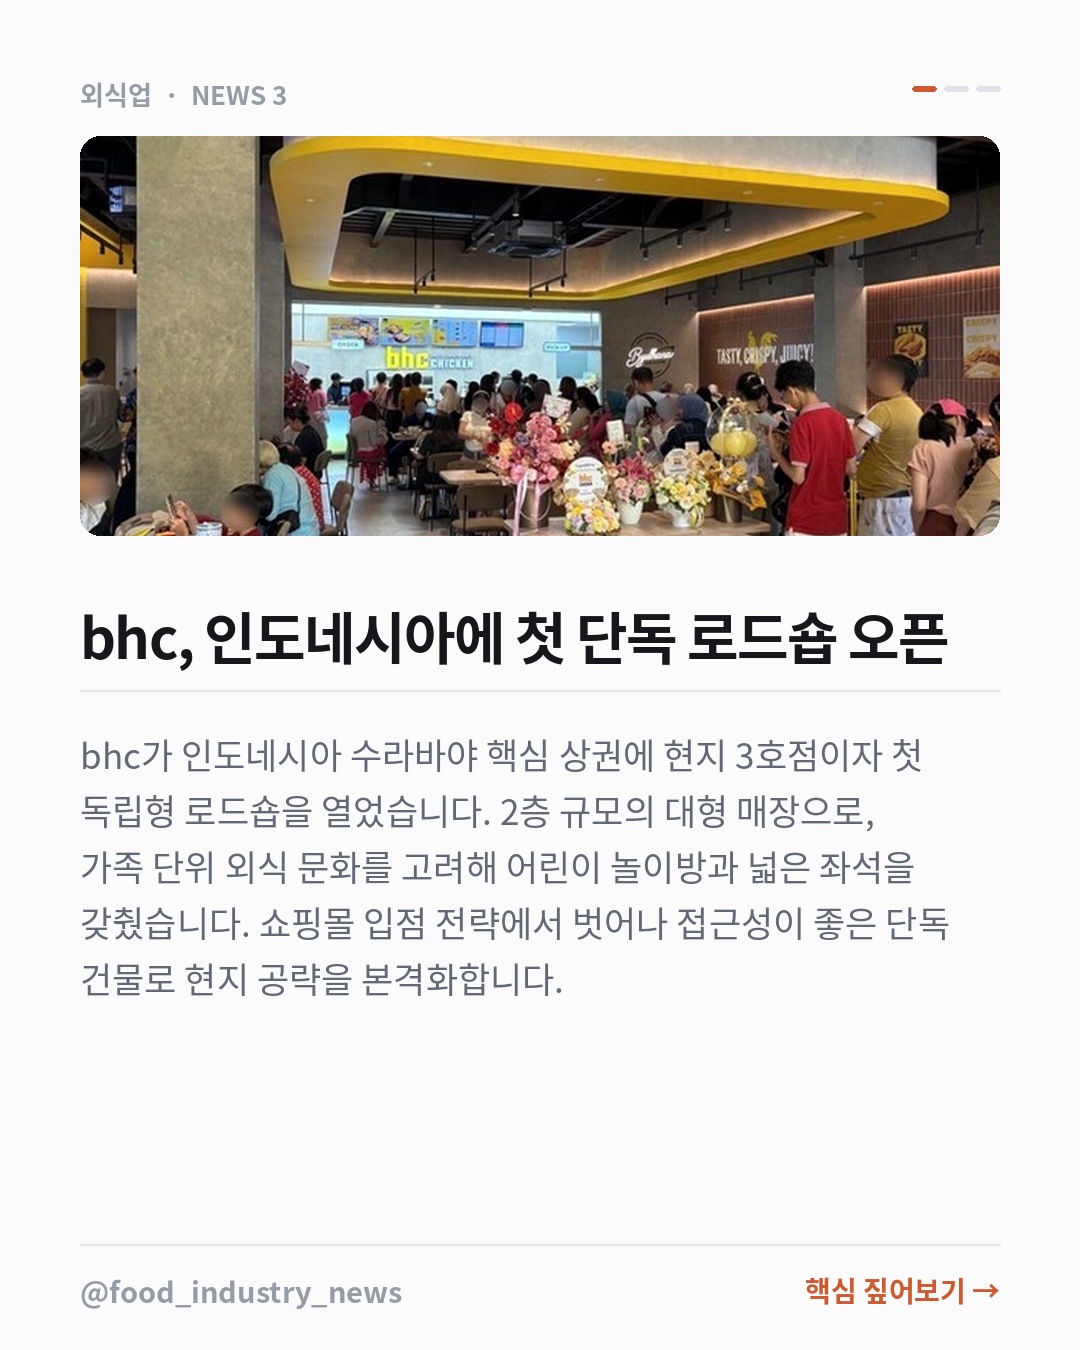 외식업 · NEWS 3
ORDER
bhc CHICKEN
PICK UP
TASTY, CRISPY, JUICY!
TASTY
CRISPY
CRISPY
bhc, 인도네시아에 첫 단독 로드숍 오픈
bhc가 인도네시아 수라바야 핵심 상권에 현지 3호점이자 첫
독립형 로드숍을 열었습니다. 2층 규모의 대형 매장으로,
가족 단위 외식 문화를 고려해 어린이 놀이방과 넓은 좌석을
갖췄습니다. 쇼핑몰 입점 전략에서 벗어나 접근성이 좋은 단독
건물로 현지 공략을 본격화합니다.
@food_industry_news
핵심 짚어보기 →